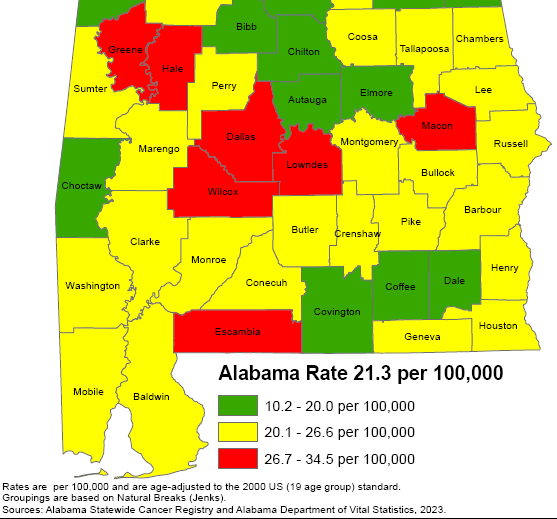 Bibb
Coosa
Chambers
Greene
Chilton
Tallapoosa
Hale
Sumter
Perry
Elmore
Lee
Autauga
Macon
Dallas
Montgomery
Russell
Marengo
Lowndes
Bullock
Choctaw
Wilcox
Barbour
Pike
Butler
Crenshaw
Clarke
Monroe
Henry
Conecuh
Dale
Washington
Coffee
Covington
Houston
Escambia
Geneva
Alabama Rate 21.3 per 100,000
Mobile
Baldwin
10.2 - 20.0 per 100,000
20.1 - 26.6 per 100,000
26.7 - 34.5 per 100,000
Rates are per 100,000 and are age-adjusted to the 2000 US (19 age group) standard.
Groupings are based on Natural Breaks (Jenks).
Sources: Alabama Statewide Cancer Registry and Alabama Department of Vital Statistics, 2023.